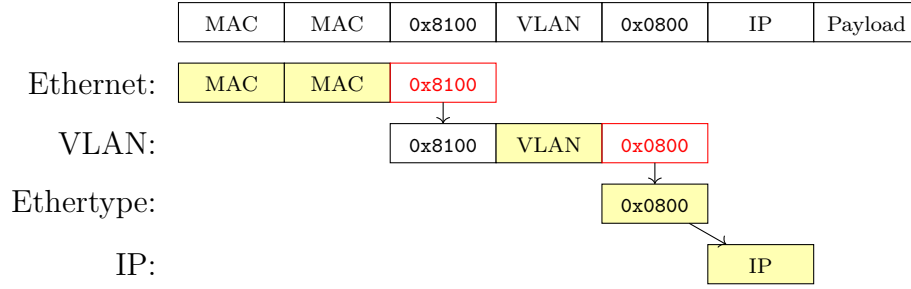 MAC MAC 0x8100 VLAN 0x0800 IP Payload
Ethernet: MAC MAC 0x8100
VLAN: 0x8100 VLAN 0x0800
Ethertype: 0x0800
IP: IP